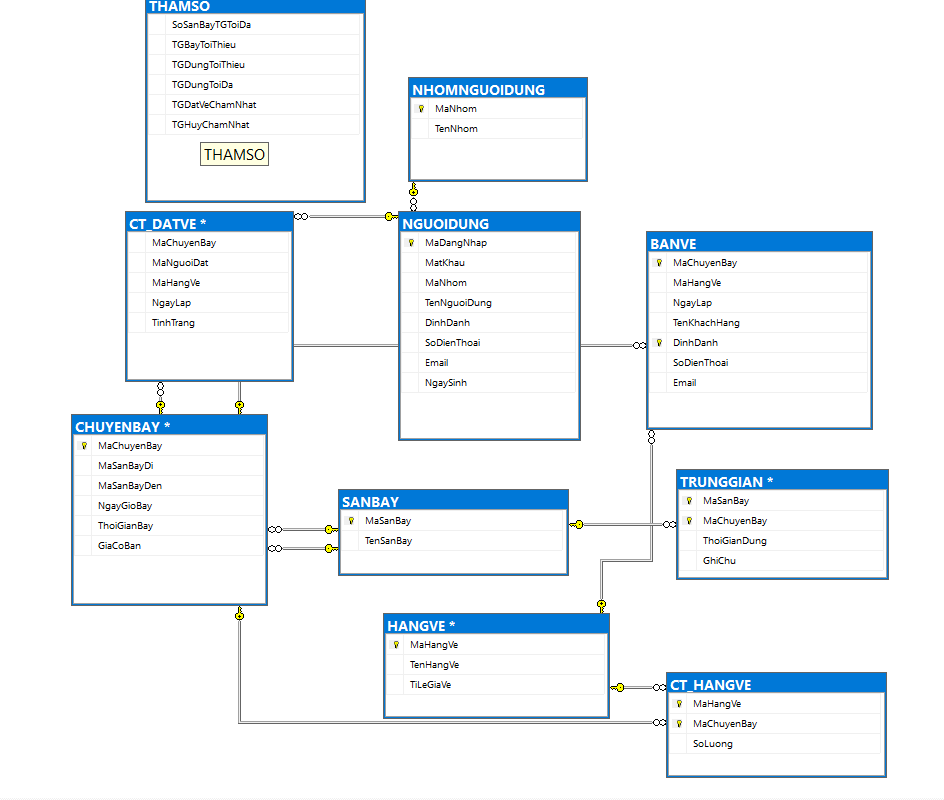 THAMSO
SoSanBayTGToiDa
TGBayToiThieu
TGDungToiThieu
TGDungToiDa
TGDatVeChamNhat
TGHuyChamNhat
THAMSO
NHOMNGUOIDUNG
MaNhom
TenNhom
CT_DATVE *
MaChuyenBay
MaNguoiDat
MaHangVe
NgayLap
TinhTrang
NGUOIDUNG
MaDangNhap
MatKhau
MaNhom
TenNguoiDung
DinhDanh
SoDienThoai
Email
NgaySinh
BANVE
MaChuyenBay
MaHangVe
NgayLap
TenKhachHang
DinhDanh
SoDienThoai
Email
CHUYENBAY *
MaChuyenBay
MaSanBayDi
MaSanBayDen
NgayGioBay
ThoiGianBay
GiaCoBan
SANBAY
MaSanBay
TenSanBay
TRUNGGIAN *
MaSanBay
MaChuyenBay
ThoiGianDung
GhiChu
HANGVE *
MaHangVe
TenHangVe
TiLeGiaVe
CT_HANGVE
MaHangVe
MaChuyenBay
SoLuong